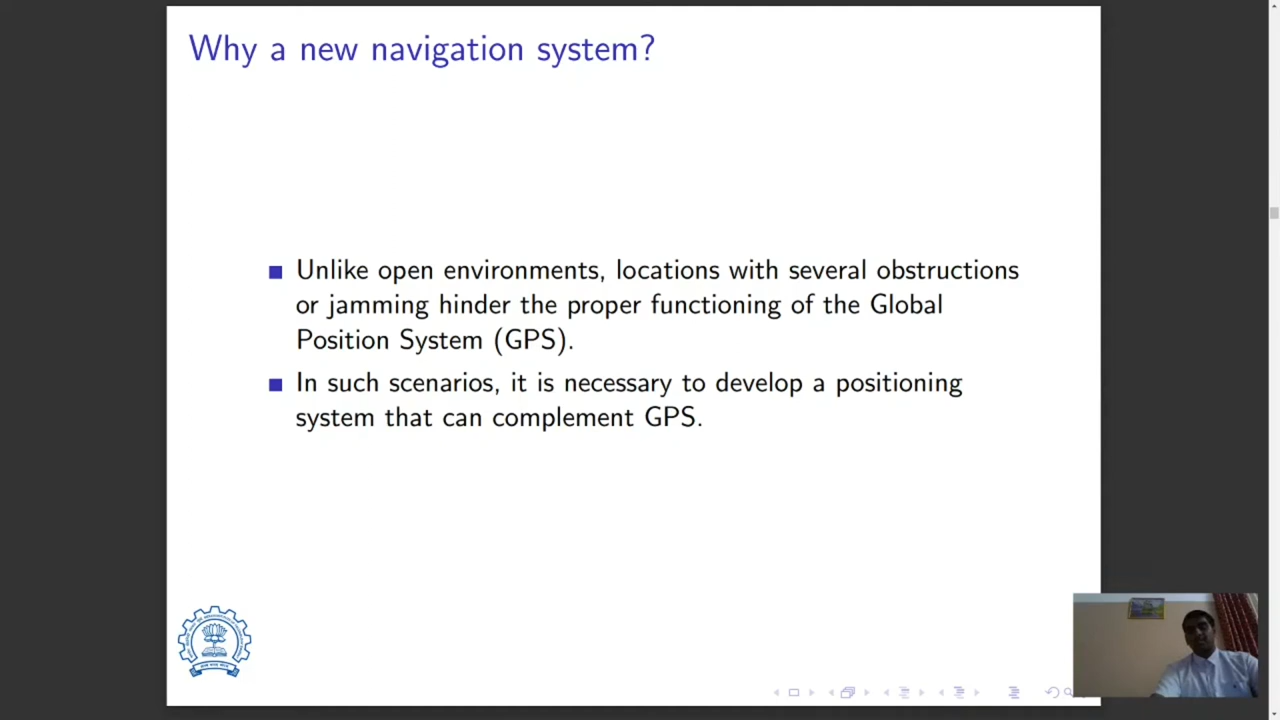 Why a new navigation system?
Unlike open environments, locations with several obstructions
or jamming hinder the proper functioning of the Global
Position System (GPS).
In such scenarios, it is necessary to develop a positioning
system that can complement GPS.